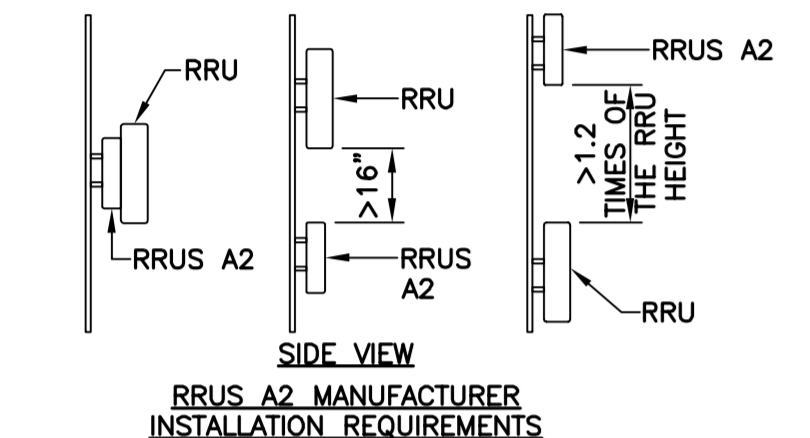 RRU
RRUS A2
RRU
>16"
RRUS
A2
RRUS A2
>1.2
TIMES OF
THE RRU
HEIGHT
RRU
SIDE VIEW
RRUS A2 MANUFACTURER
INSTALLATION REQUIREMENTS